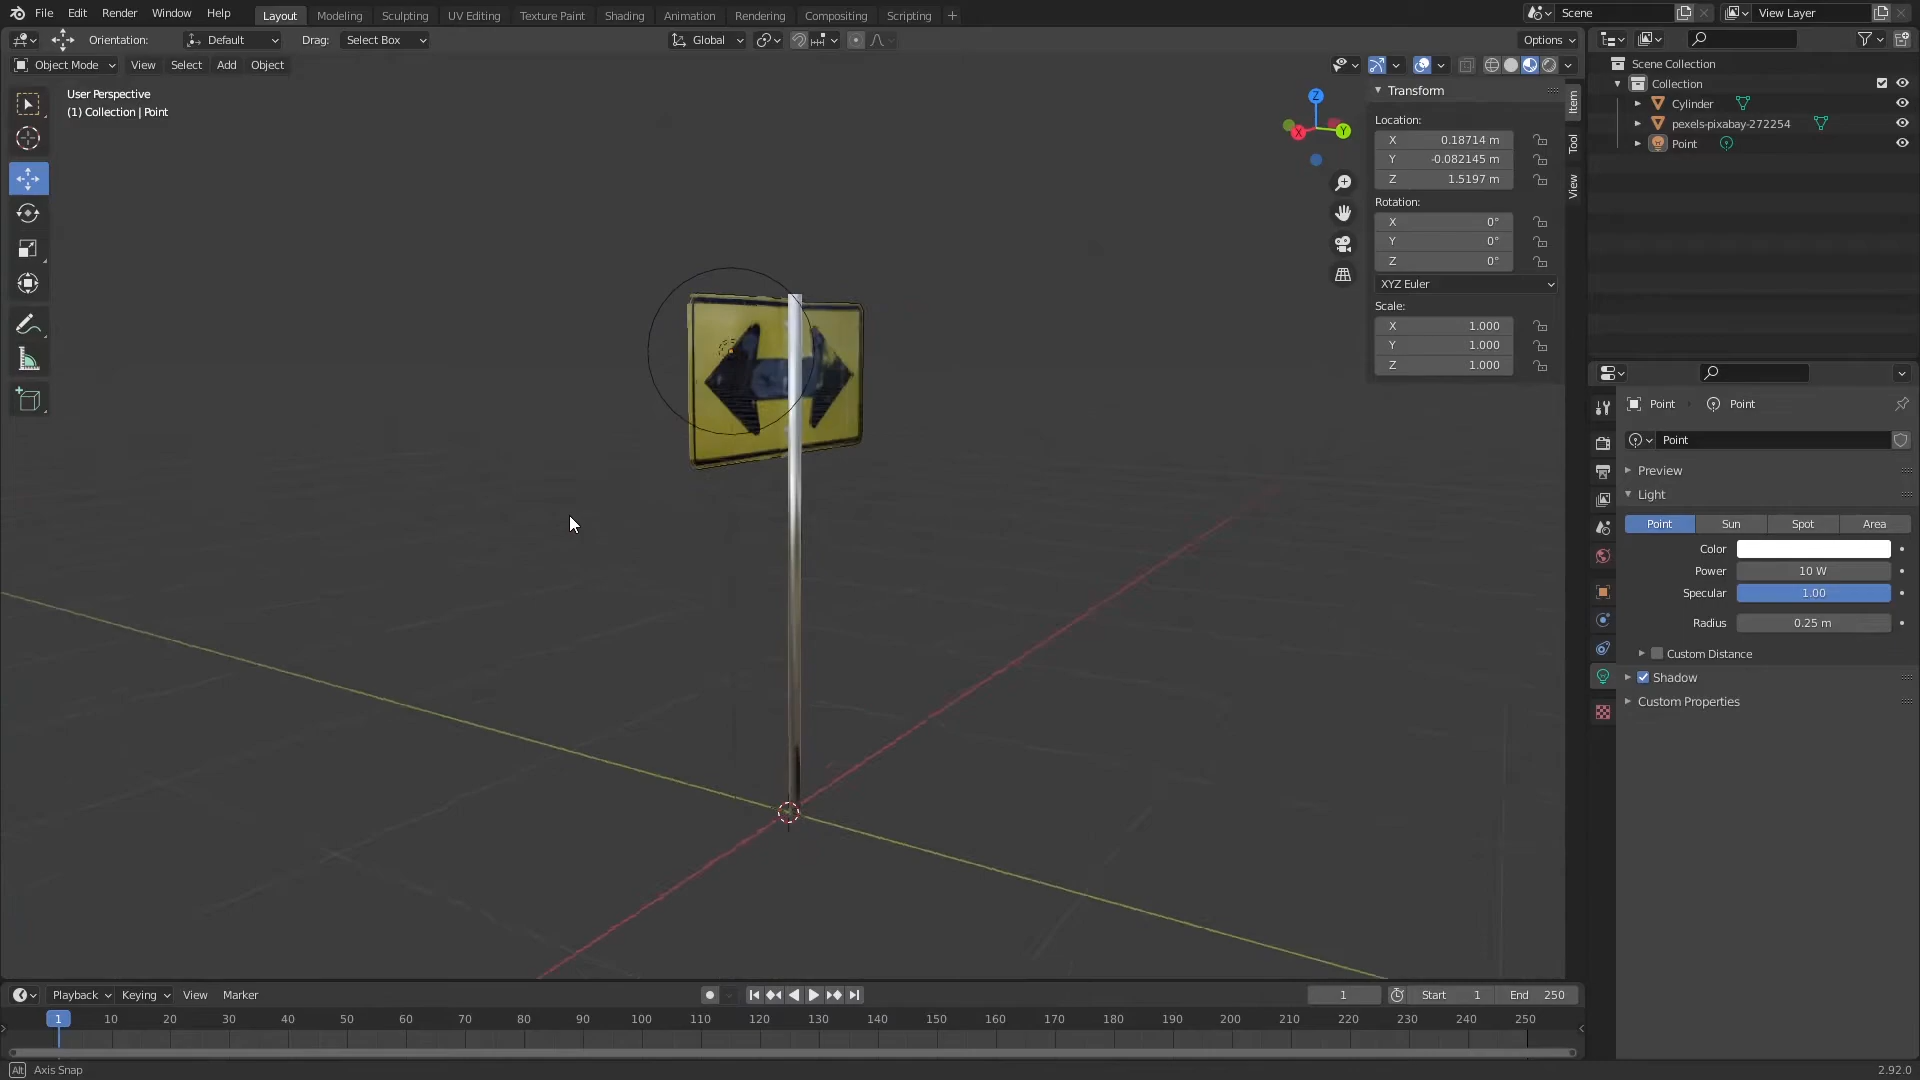 File Edit Render Window Help
Layout Modeling Sculpting UV Editing Texture Paint Shading Animation Rendering Compositing Scripting +
Scene
View Layer
Orientation: Default Drag: Select Box
Global
Options
Object Mode View Select Add Object
User Perspective
(1) Collection | Point
Z
X
Y
Transform
Location:
X 0.18714 m
Y -0.082145 m
Z 1.5197 m
Rotation:
X 0°
Y 0°
Z 0°
XYZ Euler
Scale:
X 1.000
Y 1.000
Z 1.000
Item
Tool
View
Scene Collection
Collection
Cylinder
pexels-pixabay-272254
Point
Point Point
Point
Preview
Light
Point Sun Spot Area
Color
Power 10 W
Specular 1.00
Radius 0.25 m
Custom Distance
Shadow
Custom Properties
Playback Keying View Marker
1 Start 1 End 250
1 10 20 30 40 50 60 70 80 90 100 110 120 130 140 150 160 170 180 190 200 210 220 230 240 250
Alt Axis Snap
2.92.0